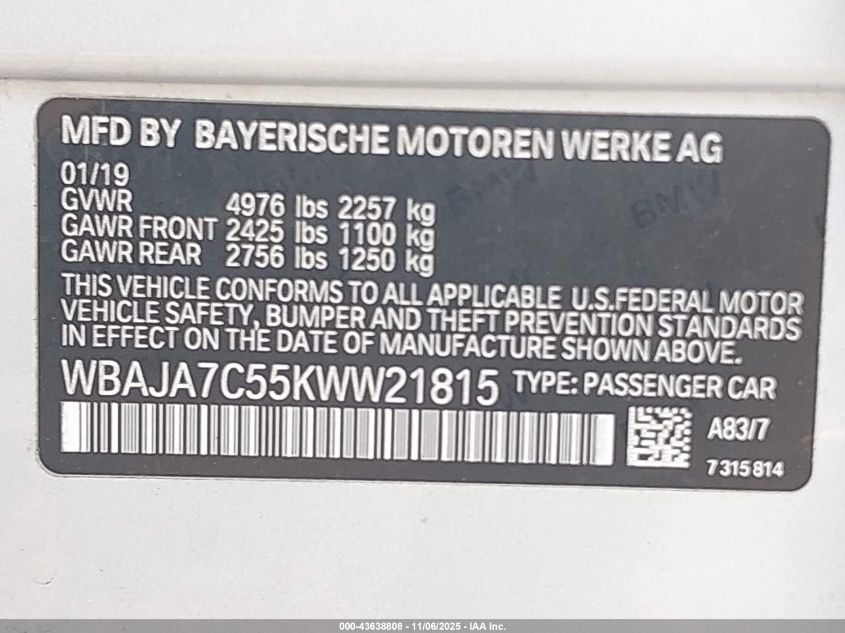 MFD BY BAYERISCHE MOTOREN WERKE AG
01/19
GVWR 4976 lbs 2257 kg
GAWR FRONT 2425 lbs 1100 kg
GAWR REAR 2756 lbs 1250 kg
THIS VEHICLE CONFORMS TO ALL APPLICABLE U.S.FEDERAL MOTOR
VEHICLE SAFETY, BUMPER AND THEFT PREVENTION STANDARDS
IN EFFECT ON THE DATE OF MANUFACTURE SHOWN ABOVE.
WBAJA7C55KWW21815 TYPE: PASSENGER CAR
A83/7
7315814
000-43638808 - 11/06/2025 - IAA Inc.